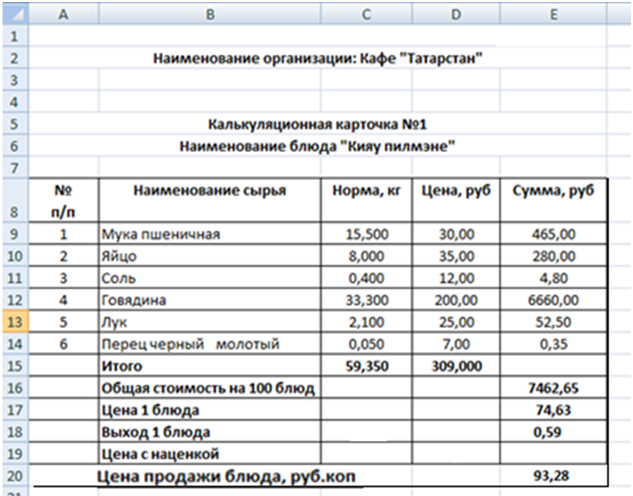 A B C D E
1
2 Наименование организации: Кафе "Татарстан"
3
4
5 Калькуляционная карточка №1
6 Наименование блюда "Кияу пилмэне"
7
№ Наименование сырья Норма, кг Цена, руб Сумма, руб
8 п/п
9 1 Мука пшеничная 15,500 30,00 465,00
10 2 Яйцо 8,000 35,00 280,00
11 3 Соль 0,400 12,00 4,80
12 4 Говядина 33,300 200,00 6660,00
13 5 Лук 2,100 25,00 52,50
14 6 Перец черный молотый 0,050 7,00 0,35
15 Итого 59,350 309,000
16 Общая стоимость на 100 блюд 7462,65
17 Цена 1 блюда 74,63
18 Выход 1 блюда 0,59
19 Цена с наценкой
20 Цена продажи блюда, руб.коп 93,28